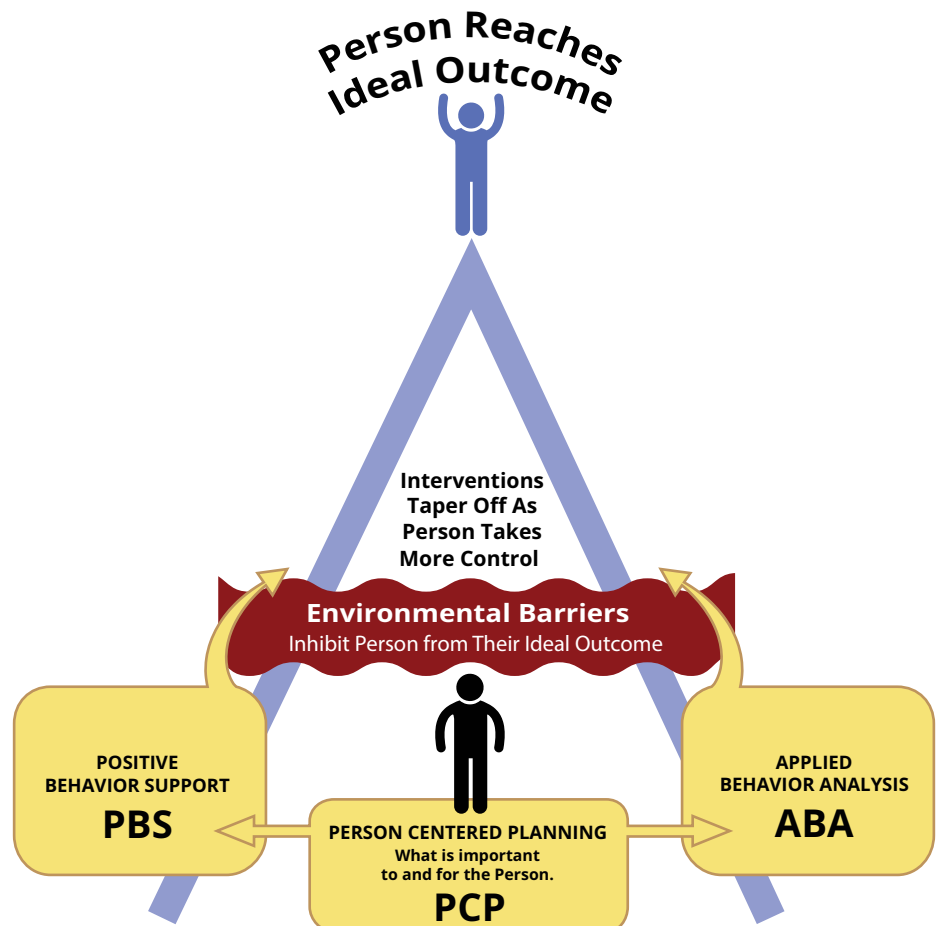 Person Reaches
Ideal Outcome
Interventions
Taper Off As
Person Takes
More Control
Environmental Barriers
Inhibit Person from Their Ideal Outcome
POSITIVE
BEHAVIOR SUPPORT
PBS
APPLIED
BEHAVIOR ANALYSIS
ABA
PERSON CENTERED PLANNING
What is important
to and for the Person.
PCP